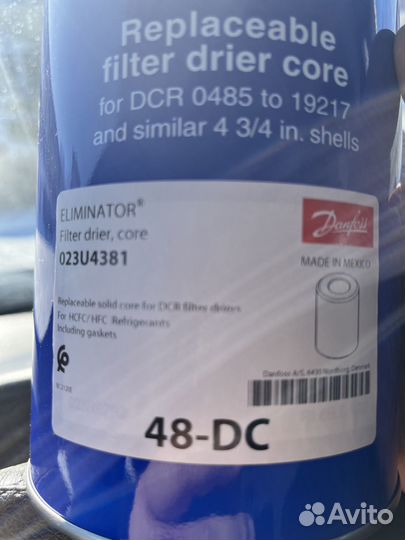 Replaceable
filter drier core
for DCR 0485 to 19217
and similar 4 3/4 in. shells
ELIMINATOR®
Filter drier, core
023U4381
Danfoss
MADE IN MEXICO
Replaceable solid core for DCR filter driers
For HCFC/HFC Refrigerants
Including gaskets
Danfoss A/S, 6430 Nordborg, Denmark
48-DC
Avito